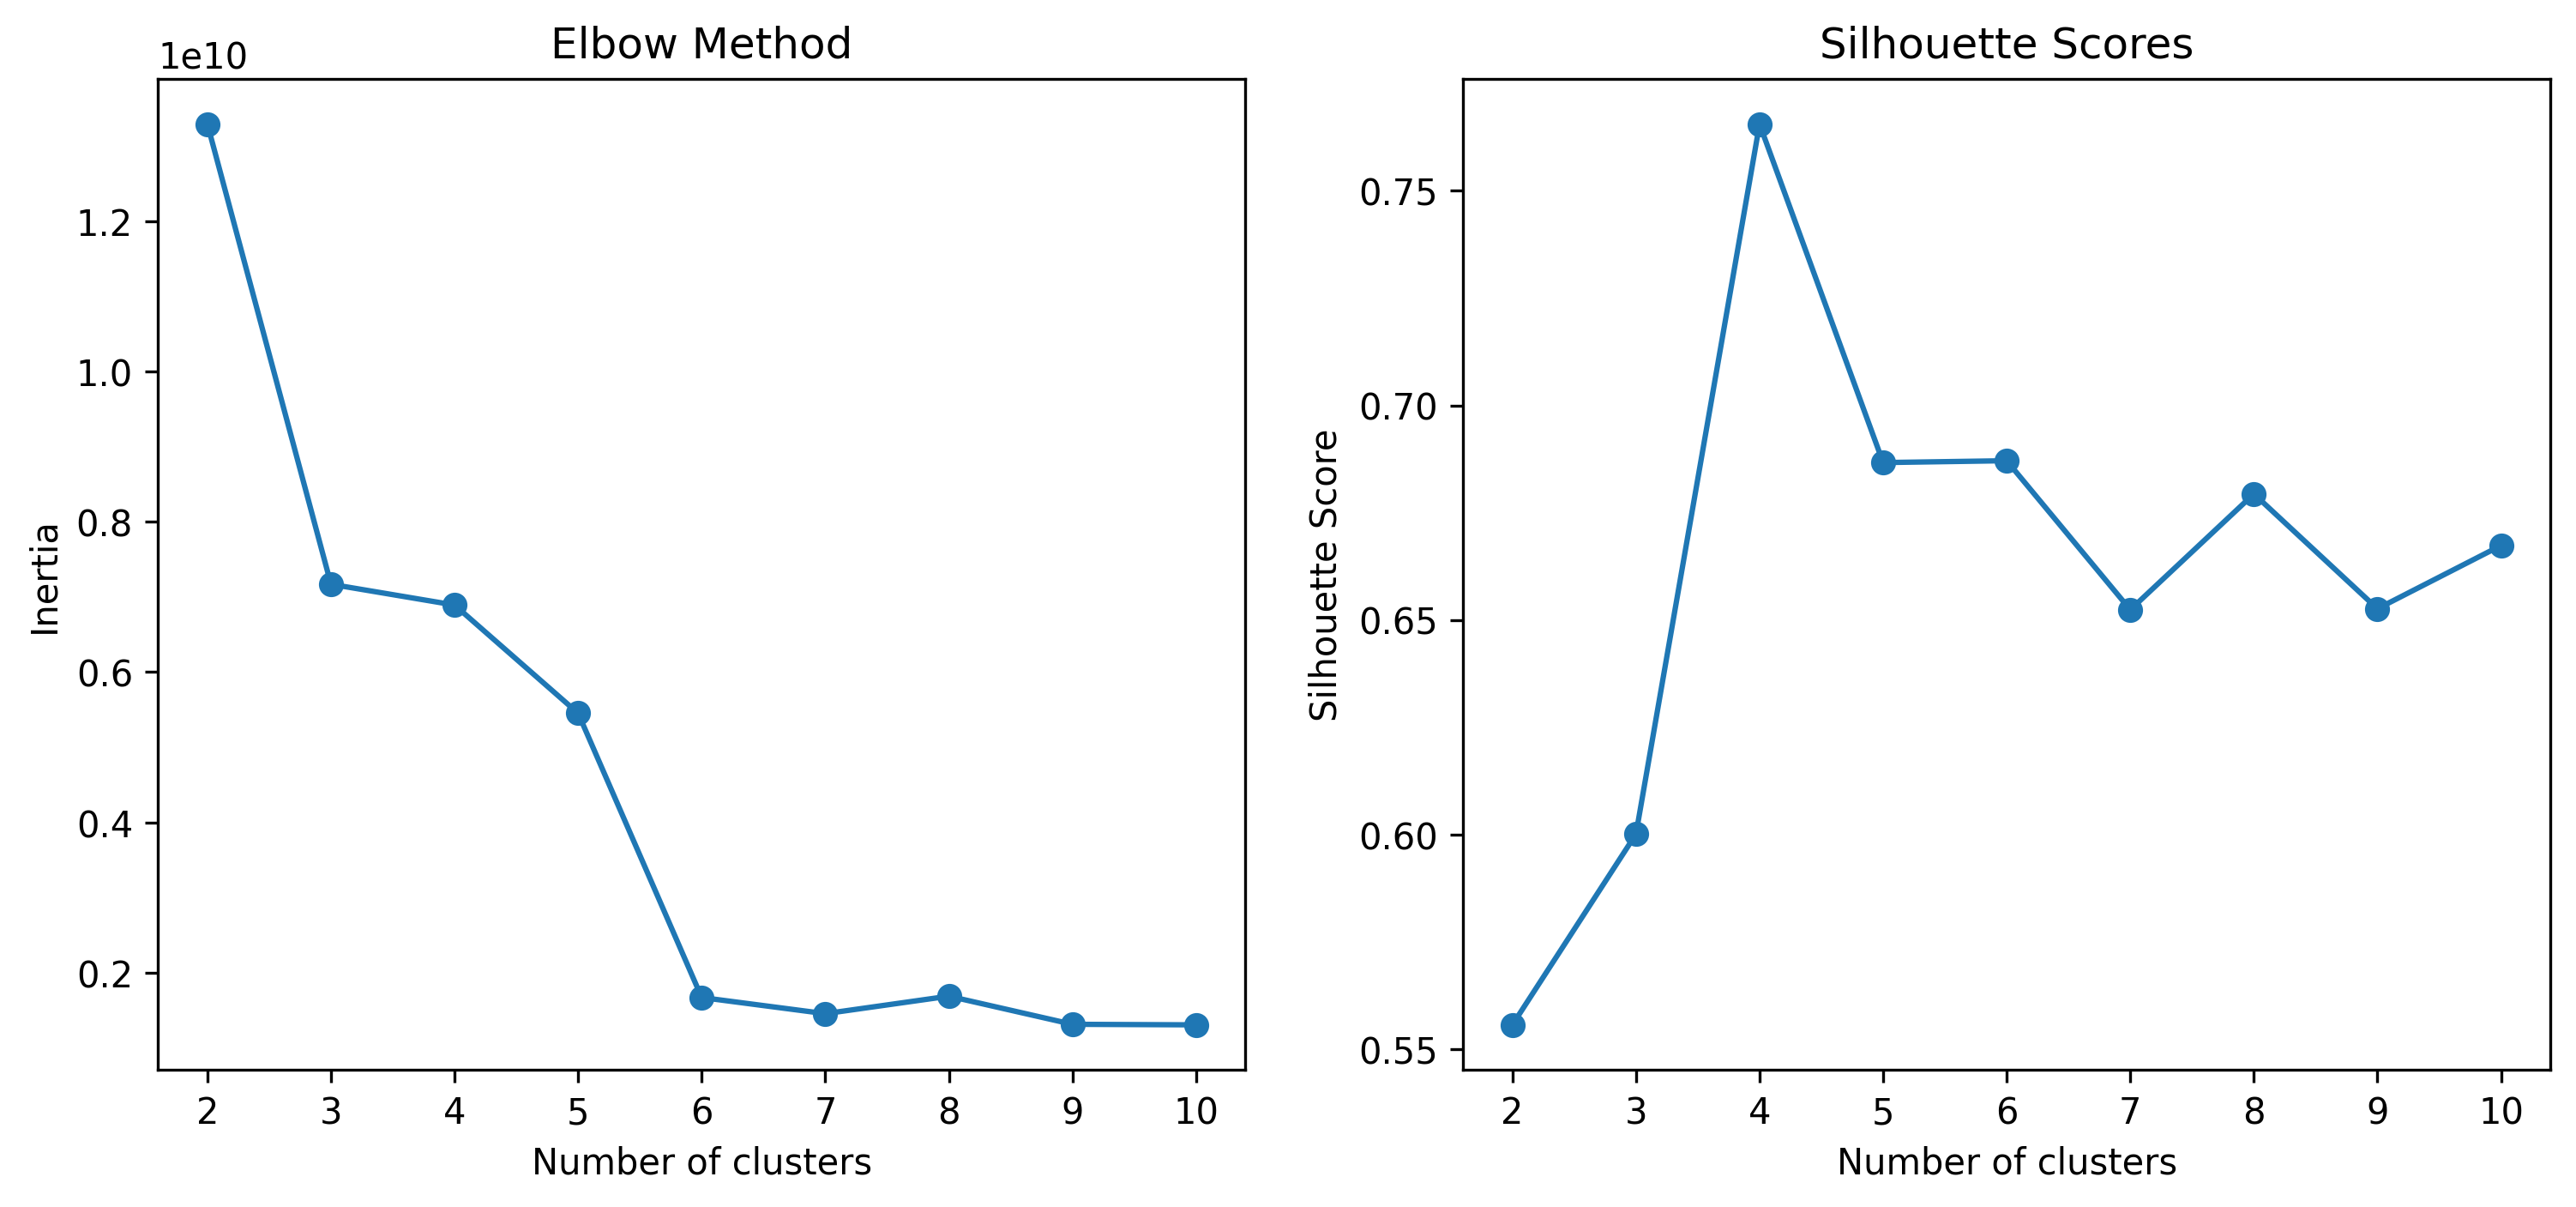 Elbow Method
1e10
1.2
1.0
0.8
0.6
0.4
0.2
Inertia
2 3 4 5 6 7 8 9 10
Number of clusters
Silhouette Scores
0.75
0.70
0.65
0.60
0.55
Silhouette Score
2 3 4 5 6 7 8 9 10
Number of clusters